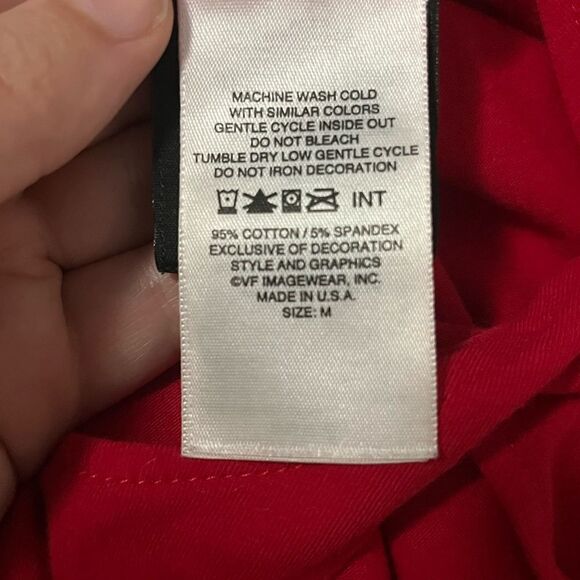 MACHINE WASH COLD
WITH SIMILAR COLORS
GENTLE CYCLE INSIDE OUT
DO NOT BLEACH
TUMBLE DRY LOW GENTLE CYCLE
DO NOT IRON DECORATION
INT
95% COTTON / 5% SPANDEX
EXCLUSIVE OF DECORATION
STYLE AND GRAPHICS
©VF IMAGEWEAR, INC.
MADE IN U.S.A.
SIZE: M